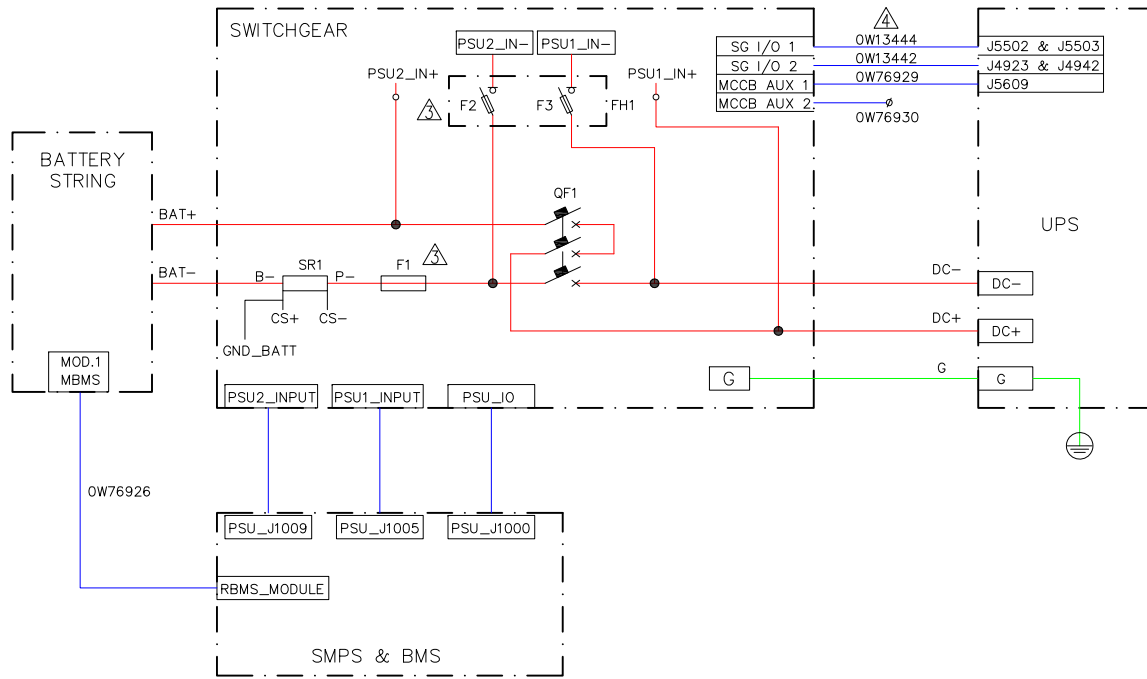 SWITCHGEAR
PSU2_IN-
PSU1_IN-
PSU2_IN+
PSU1_IN+
3
F2
F3
FH1
4
SG I/O 1
0W13444
J5502 & J5503
SG I/O 2
0W13442
J4923 & J4942
MCCB AUX 1
0W76929
J5609
MCCB AUX 2
0W76930
BATTERY
STRING
QF1
BAT+
UPS
BAT-
B-
SR1
P-
F1
3
DC-
DC-
CS+
CS-
GND_BATT
DC+
DC+
MOD.1
MBMS
G
G
G
PSU2_INPUT
PSU1_INPUT
PSU_IO
0W76926
PSU_J1009
PSU_J1005
PSU_J1000
RBMS_MODULE
SMPS & BMS